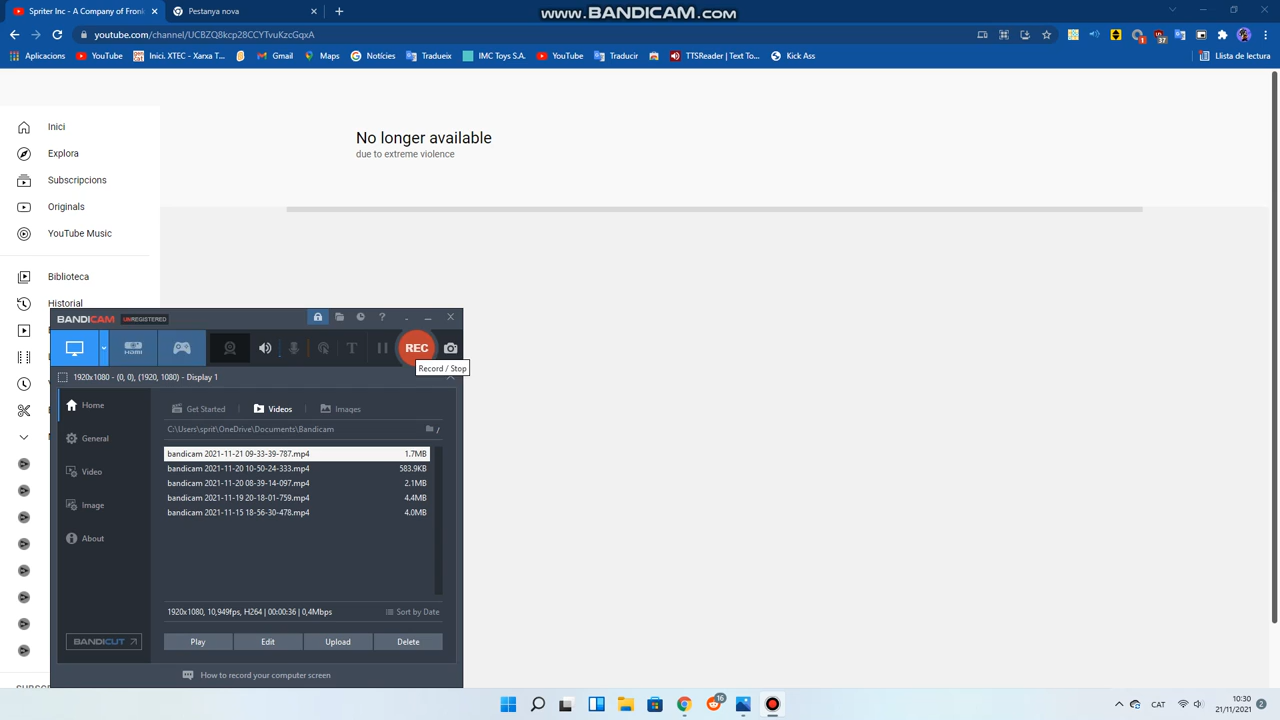 Spriter Inc - A Company of Fronk
Pestanya nova
www.BANDICAM.com
youtube.com/channel/UCBZQ8kcp28CCYTvuKzcGqxA
Aplicacions
YouTube
Inici. XTEC - Xarxa T...
Gmail
Maps
Notícies
Tradueix
IMC Toys S.A.
YouTube
Traducir
TTSReader | Text To...
Kick Ass
Llista de lectura
Inici
Explora
Subscripcions
Originals
YouTube Music
Biblioteca
Historial
No longer available
due to extreme violence
BANDICAM UNREGISTERED
HDMI
T
REC
Record / Stop
1920x1080 - (0, 0), (1920, 1080) - Display 1
Home
General
Video
Image
About
BANDICUT
Get Started
Videos
Images
C:\Users\sprit\OneDrive\Documents\Bandicam
bandicam 2021-11-21 09-33-39-787.mp4 1.7MB
bandicam 2021-11-20 10-50-24-333.mp4 583.9KB
bandicam 2021-11-20 08-39-14-097.mp4 2.1MB
bandicam 2021-11-19 20-18-01-759.mp4 4.4MB
bandicam 2021-11-15 18-56-30-478.mp4 4.0MB
1920x1080, 10,949fps, H264 | 00:00:36 | 0,4Mbps
Sort by Date
Play
Edit
Upload
Delete
How to record your computer screen
16
CAT
10:30
21/11/2021
2